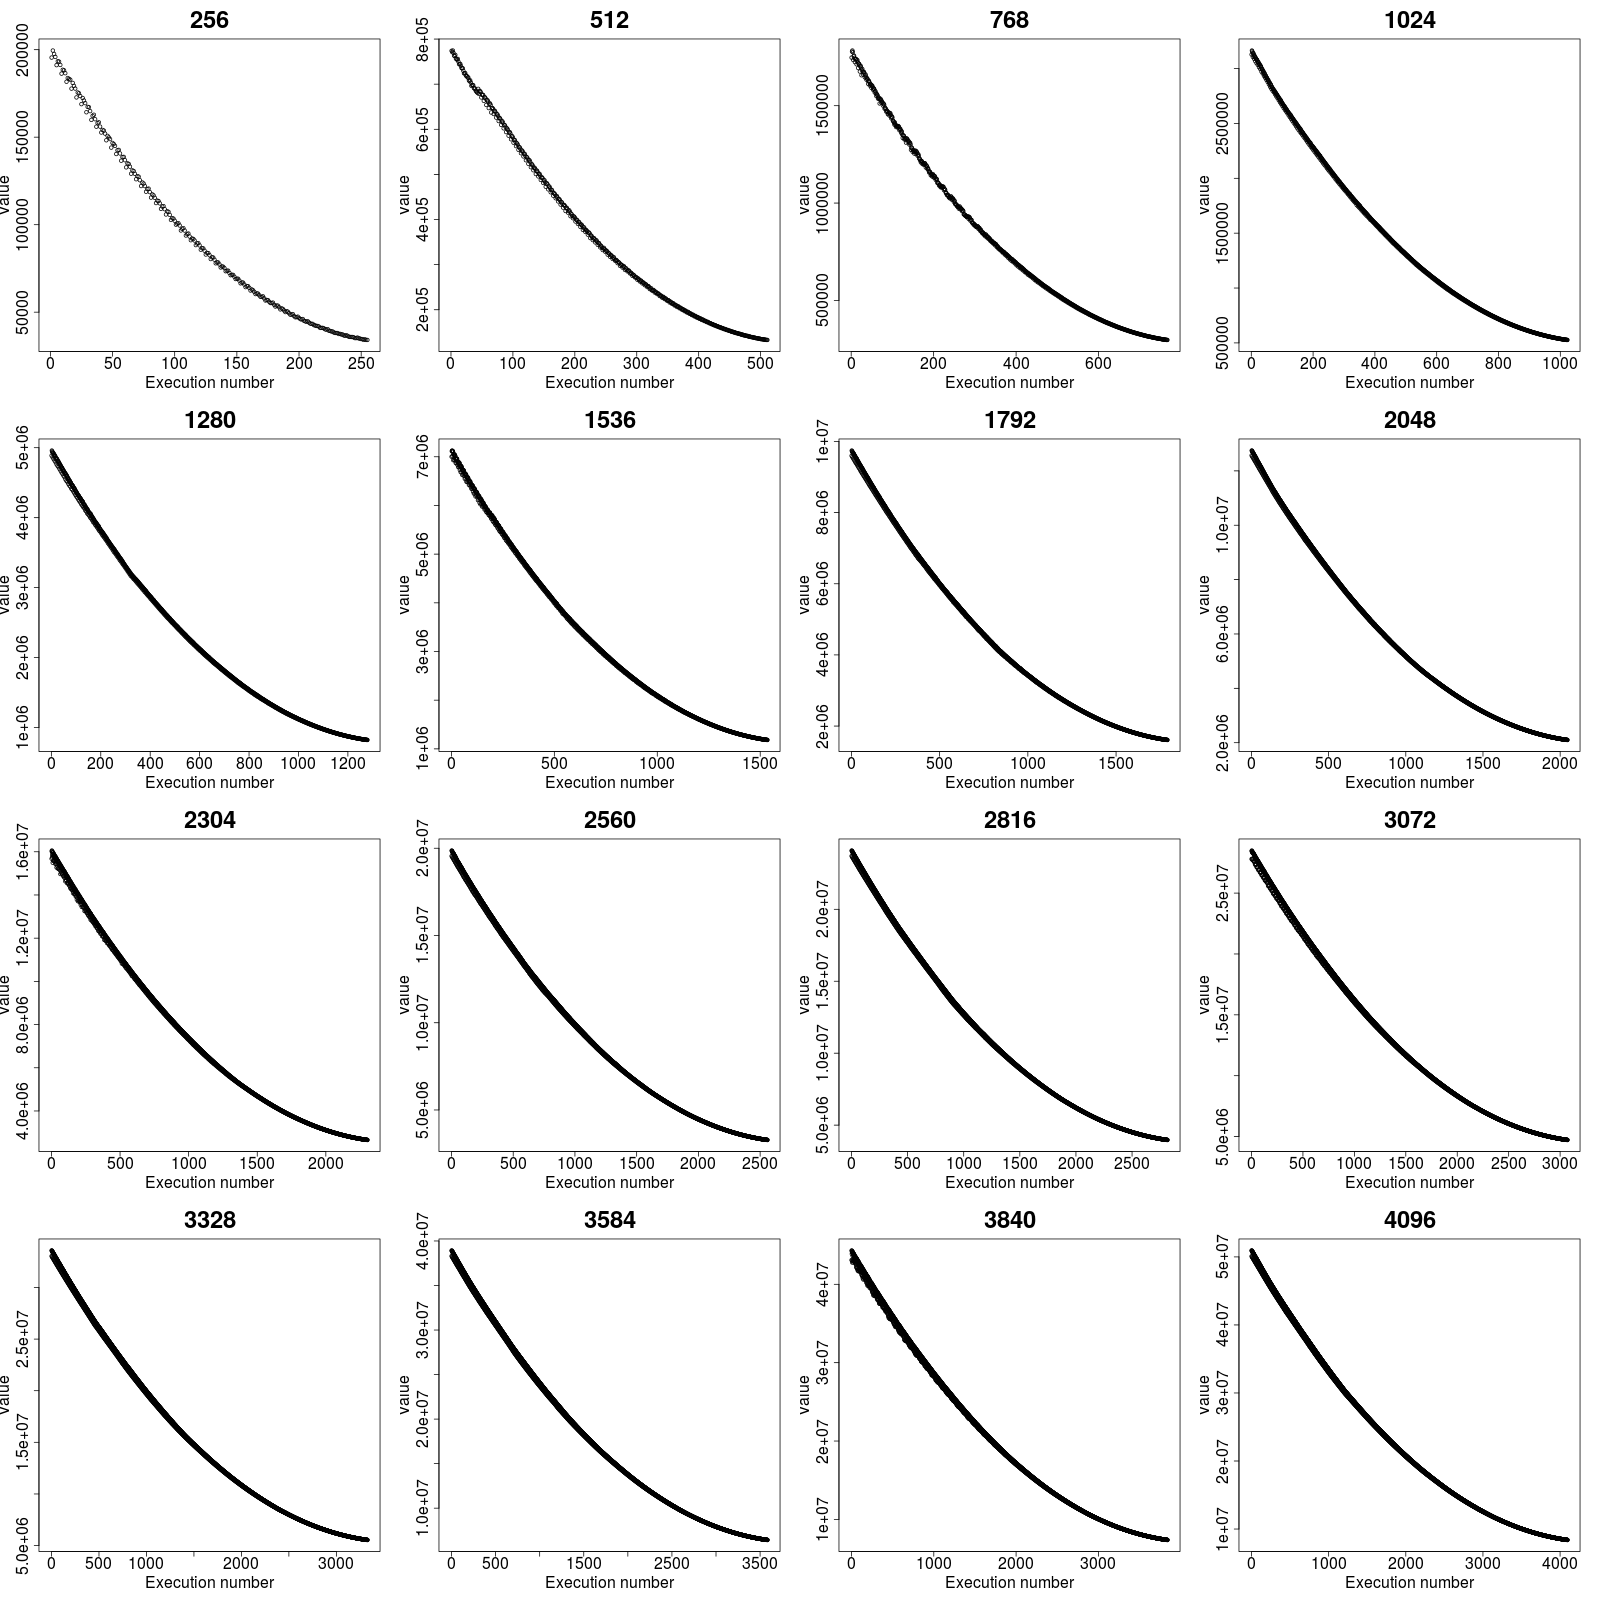 256
value
200000
150000
100000
50000
0 50 100 150 200 250
Execution number
512
value
8e+05
6e+05
4e+05
2e+05
0 100 200 300 400 500
Execution number
768
value
1500000
1000000
500000
0 200 400 600
Execution number
1024
value
2500000
1500000
500000
0 200 400 600 800 1000
Execution number
1280
value
5e+06
4e+06
3e+06
2e+06
1e+06
0 200 400 600 800 1000 1200
Execution number
1536
value
7e+06
5e+06
3e+06
1e+06
0 500 1000 1500
Execution number
1792
value
1e+07
8e+06
6e+06
4e+06
2e+06
0 500 1000 1500
Execution number
2048
value
1.0e+07
6.0e+06
2.0e+06
0 500 1000 1500 2000
Execution number
2304
value
1.6e+07
1.2e+07
8.0e+06
4.0e+06
0 500 1000 1500 2000
Execution number
2560
value
2.0e+07
1.5e+07
1.0e+07
5.0e+06
0 500 1000 1500 2000 2500
Execution number
2816
value
2.0e+07
1.5e+07
1.0e+07
5.0e+06
0 500 1000 1500 2000 2500
Execution number
3072
value
2.5e+07
1.5e+07
5.0e+06
0 500 1000 1500 2000 2500 3000
Execution number
3328
value
2.5e+07
1.5e+07
5.0e+06
0 500 1000 2000 3000
Execution number
3584
value
4.0e+07
3.0e+07
2.0e+07
1.0e+07
0 500 1500 2500 3500
Execution number
3840
value
4e+07
3e+07
2e+07
1e+07
0 1000 2000 3000
Execution number
4096
value
5e+07
4e+07
3e+07
2e+07
1e+07
0 1000 2000 3000 4000
Execution number